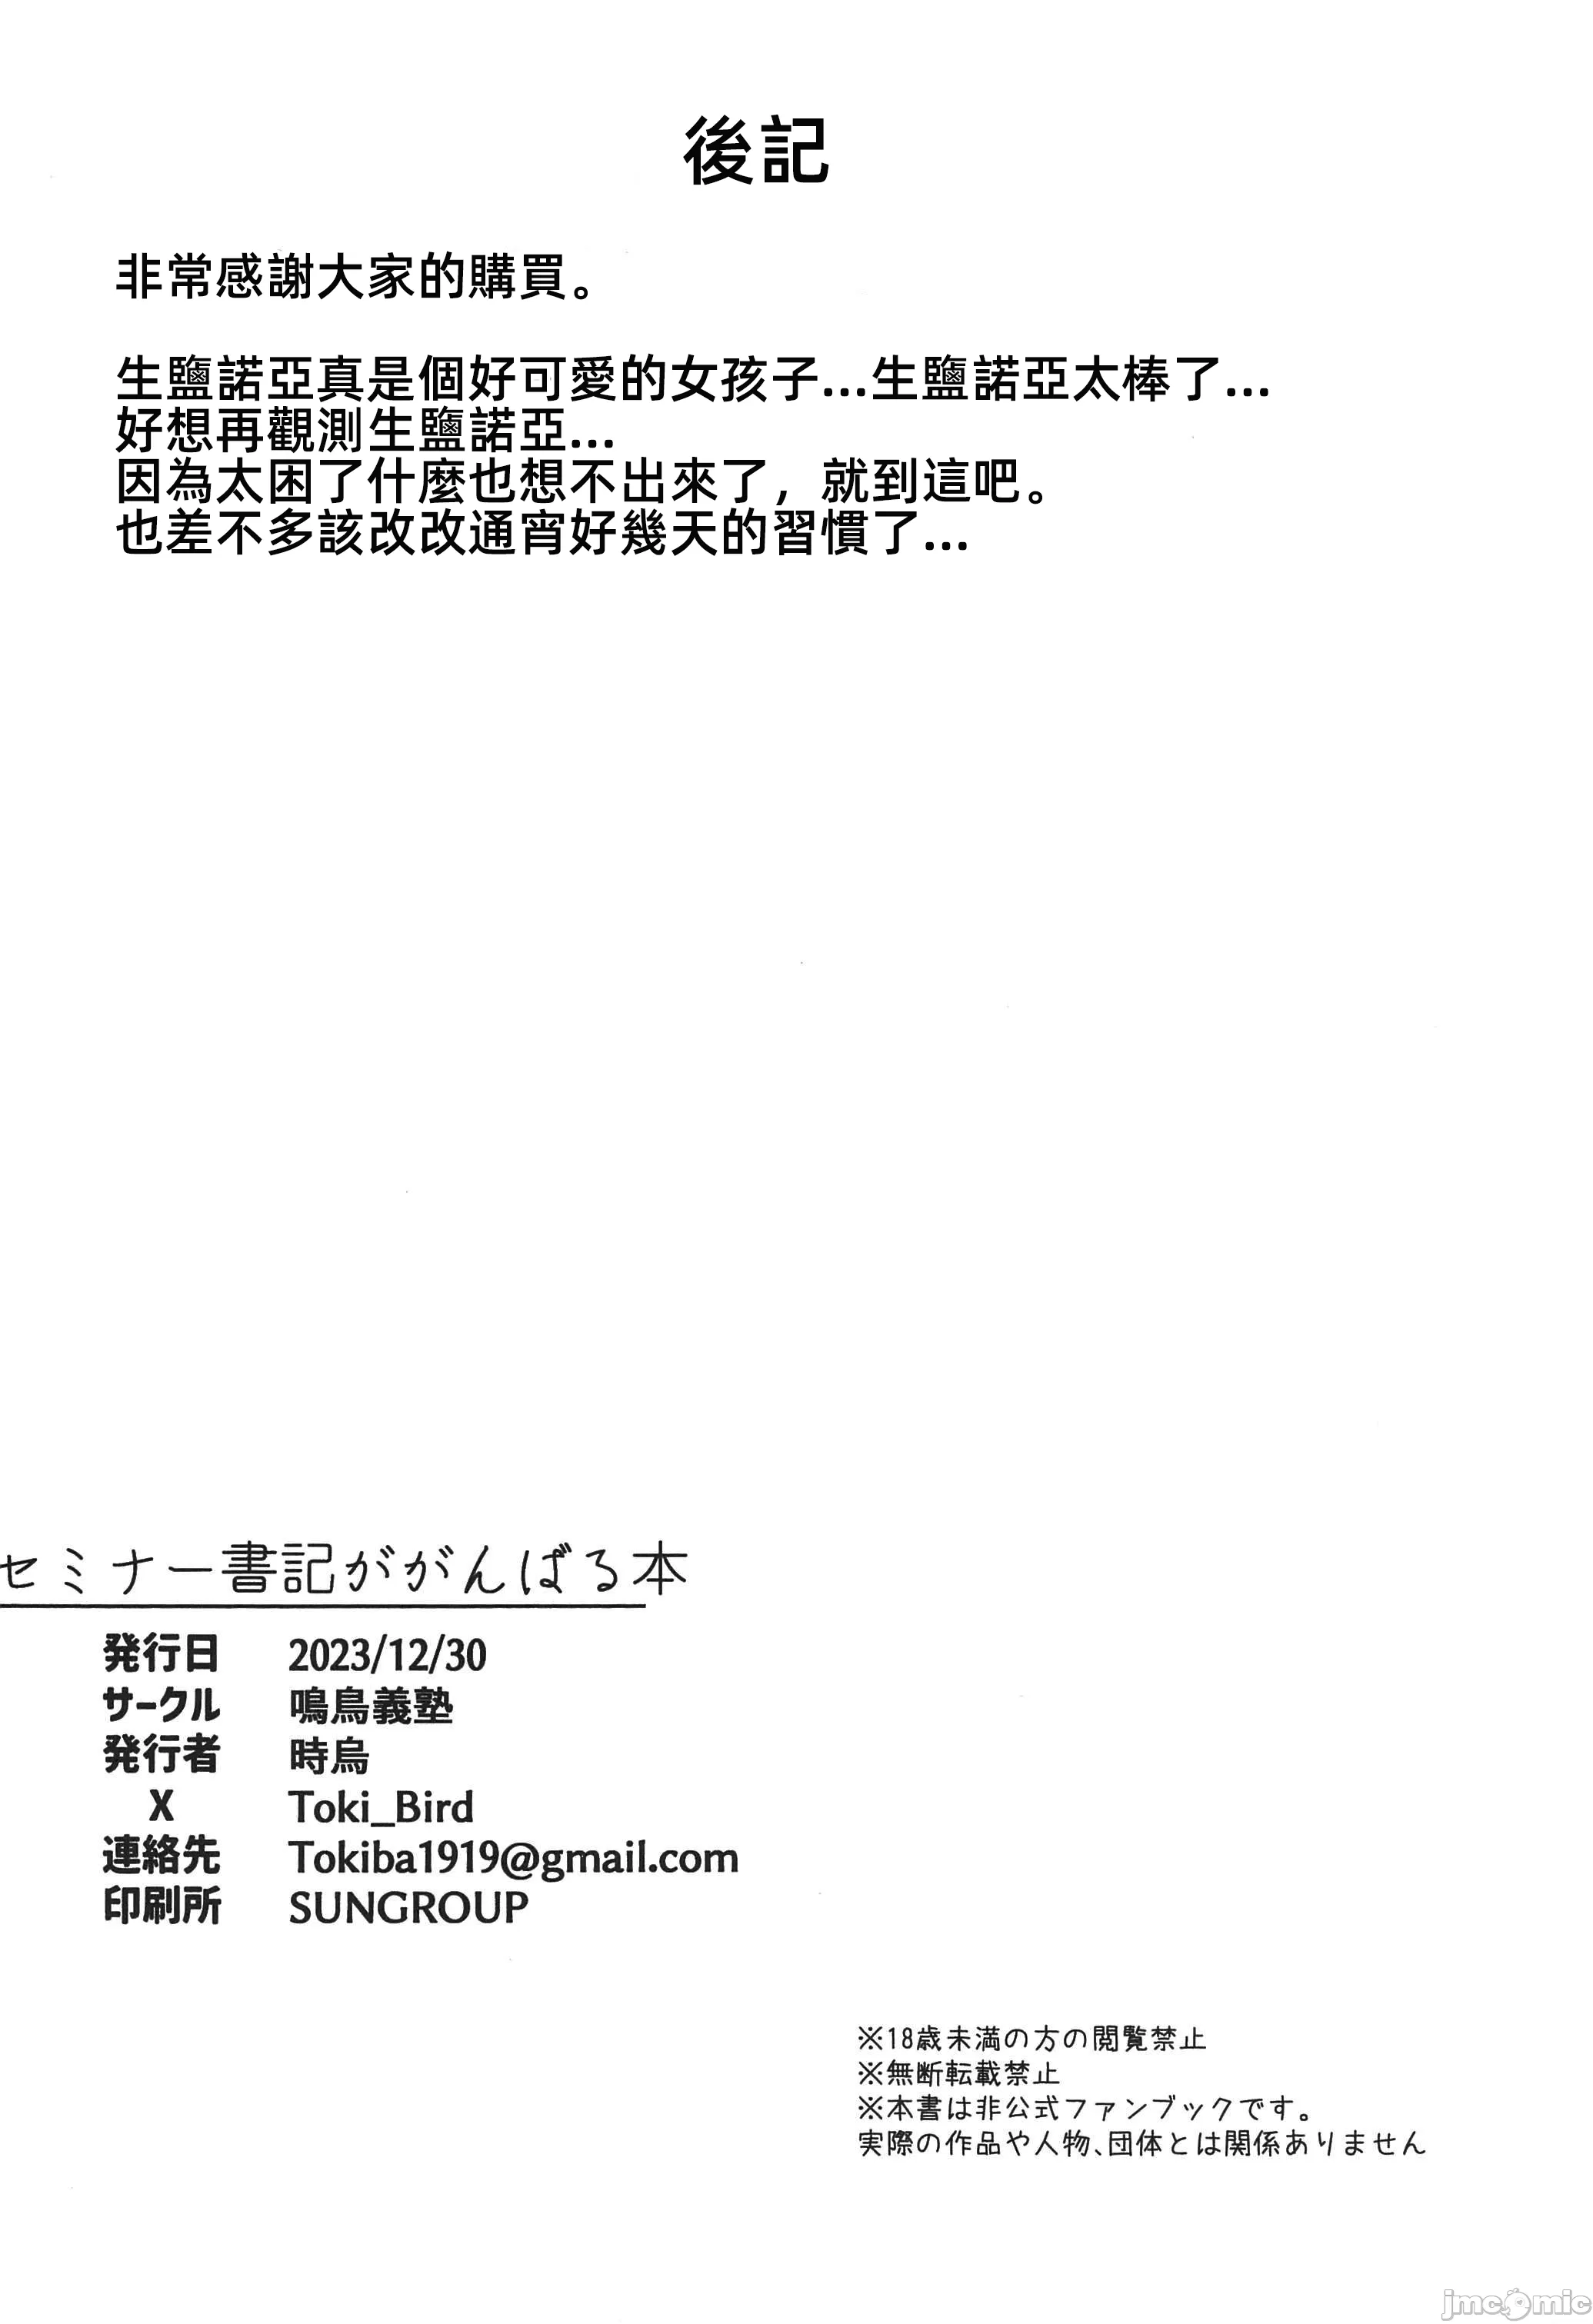 後記
非常感謝大家的購買。
生鹽諾亞真是個好可愛的女孩子…生鹽諾亞太棒了…
好想再觀測生鹽諾亞…
因為太困了什麼也想不出來了，就到這吧。
也差不多該改改通宵好幾天的習慣了…
セミナー書記ががんばる本
発行日 2023/12/30
サークル 鳴鳥義塾
発行者 時烏
X Toki_Bird
連絡先 Tokiba1919@gmail.com
印刷所 SUNGROUP
※18歳未満の方の閲覧禁止
※無断転載禁止
※本書は非公式ファンブックです。
実際の作品や人物、団体とは関係ありません
jmcomic